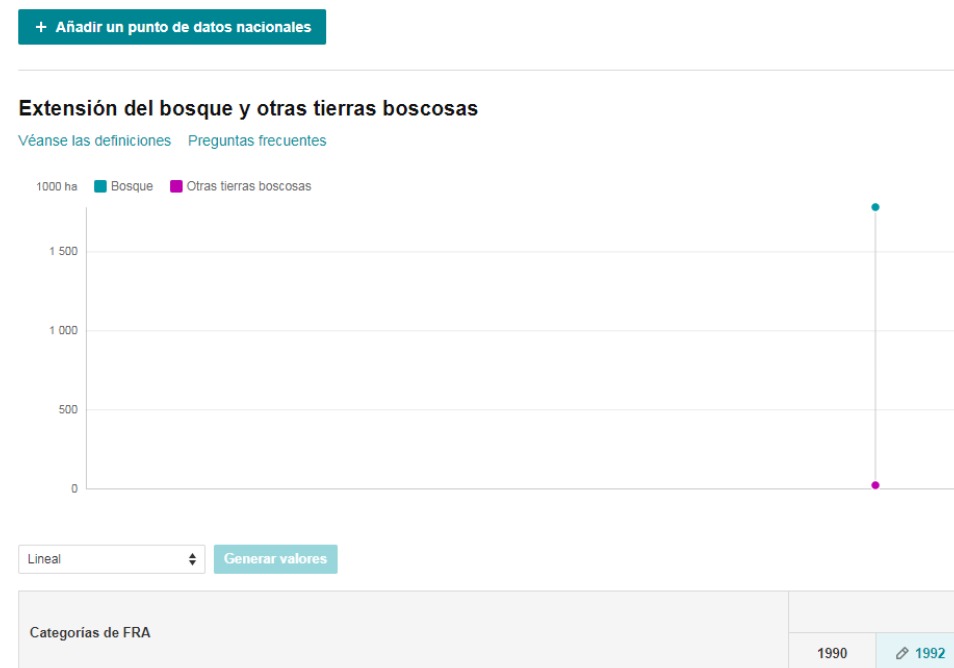 + Añadir un punto de datos nacionales
Extensión del bosque y otras tierras boscosas
Véanse las definiciones Preguntas frecuentes
1000 ha Bosque Otras tierras boscosas
1 500
1 000
500
0
Lineal Generar valores
Categorías de FRA
1990 1992